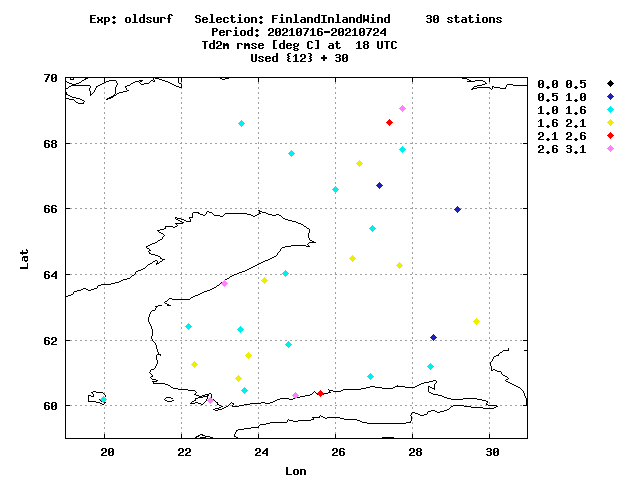 Exp: oldsurf   Selection: FinlandInlandWind     30 stations
Period: 20210716-20210724
Td2m rmse [deg C] at  18 UTC
Used {12} + 30
70
68
66
64
62
60
Lat
20 22 24 26 28 30
Lon
0.0 0.5
0.5 1.0
1.0 1.6
1.6 2.1
2.1 2.6
2.6 3.1